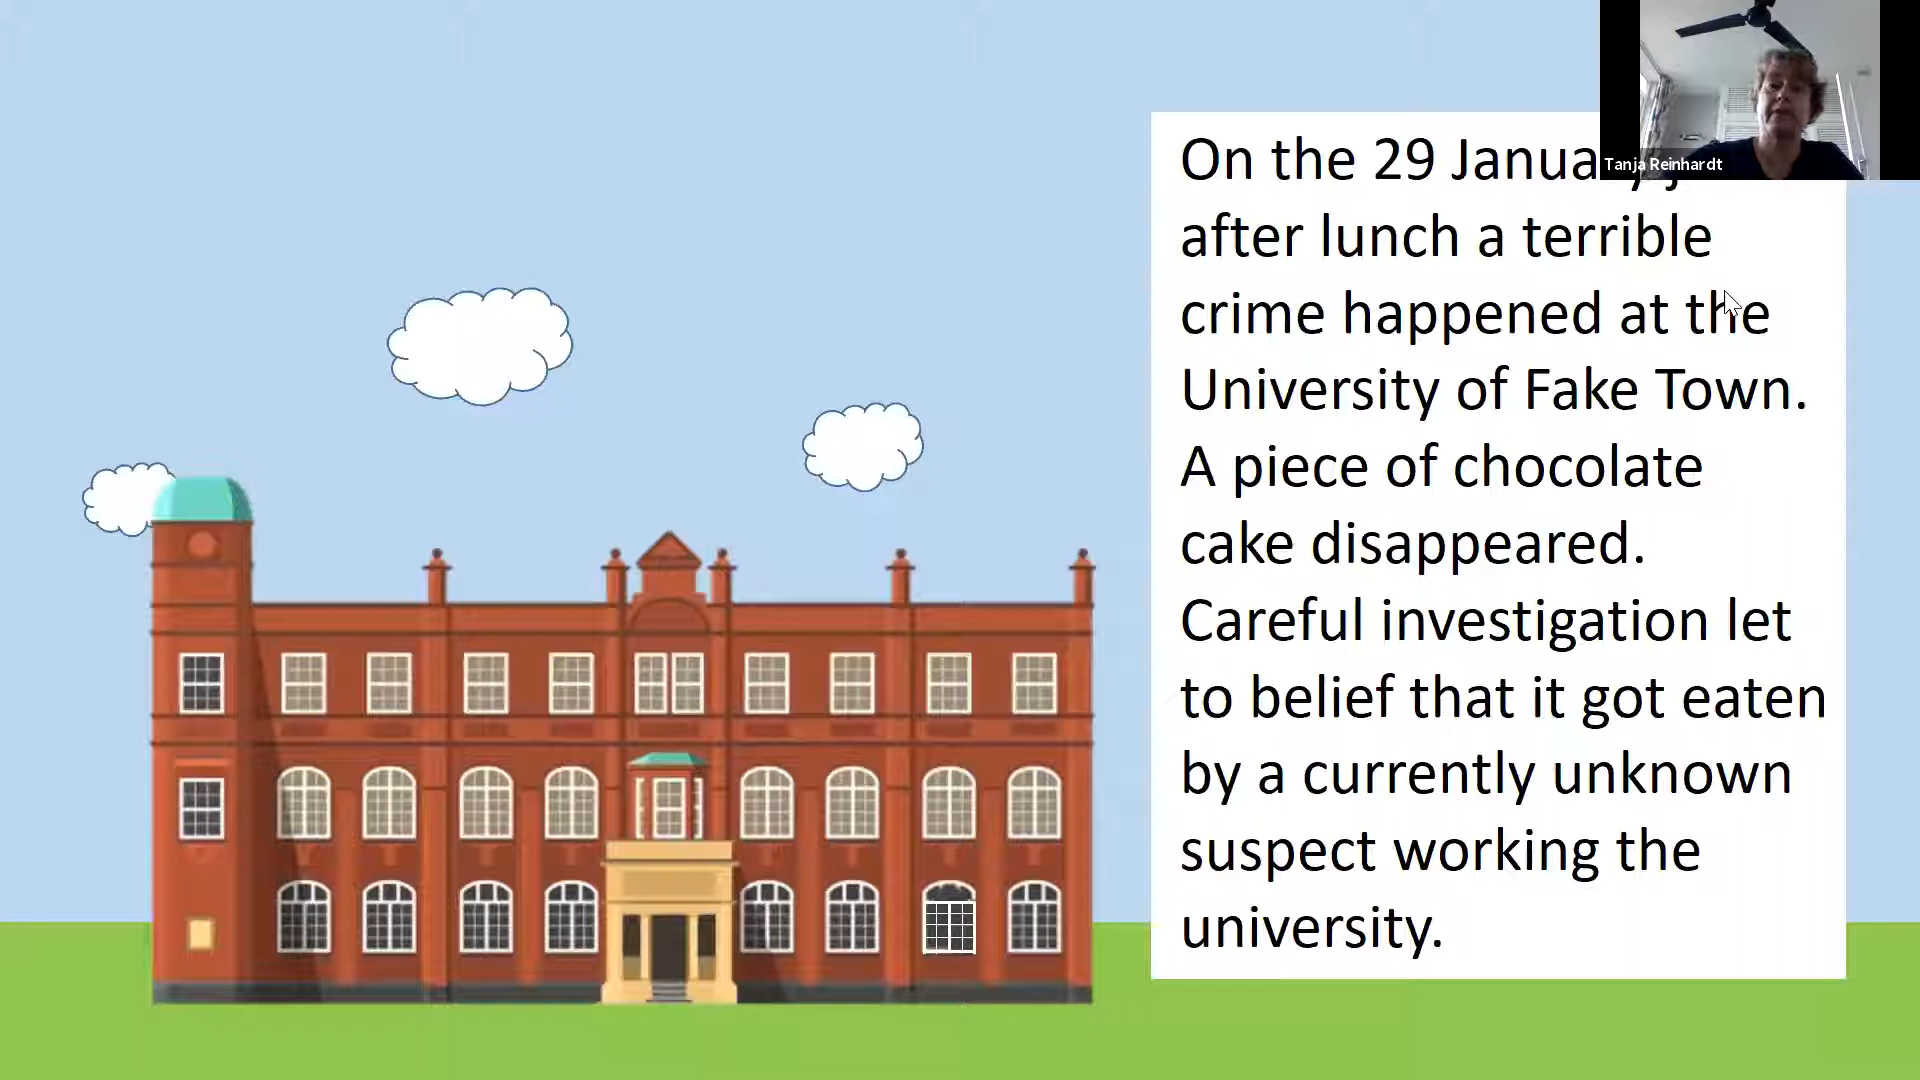 On the 29
after lunch a terrible
crime happened at the
University of Fake Town.
A piece of chocolate
cake disappeared.
Careful investigation let
to belief that it got eaten
by a currently unknown
suspect working the
university.
Tanja Reinhardt